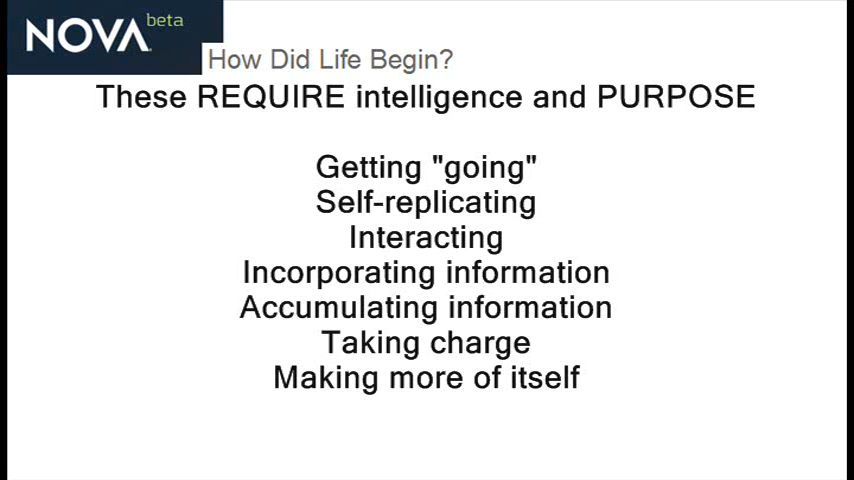 NOVA beta
How Did Life Begin?
These REQUIRE intelligence and PURPOSE
Getting "going"
Self-replicating
Interacting
Incorporating information
Accumulating information
Taking charge
Making more of itself